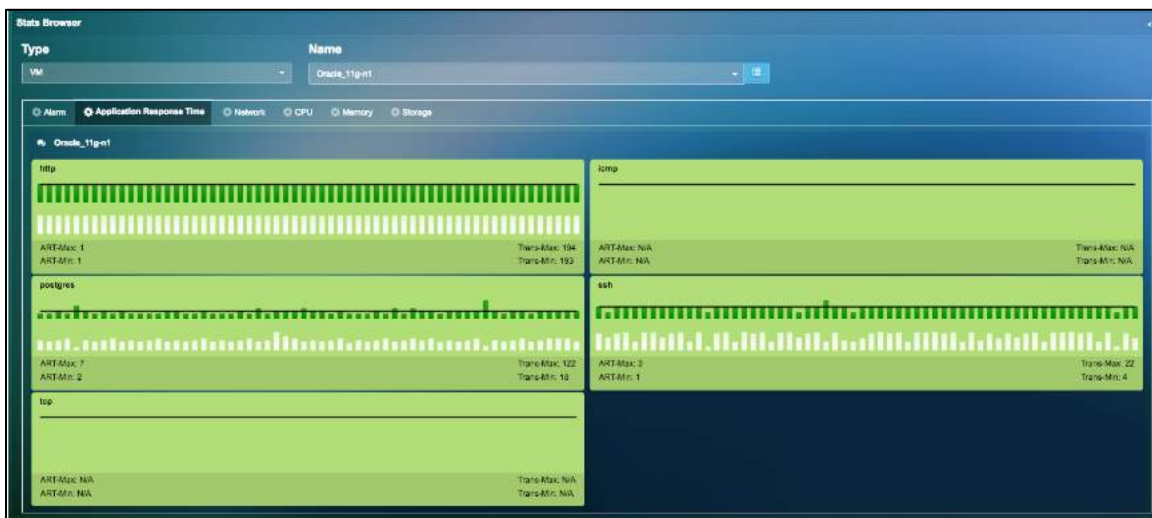 Stats Browser
Type
Name
VM
Oracle_11g-n1
Alarm
Application Response Time
Network
CPU
Memory
Storage
Oracle_11g-n1
http
ART-Max: 1
Trans-Max: 194
ART-Min: 1
Trans-Min: 193
icmp
ART-Max: N/A
Trans-Max: N/A
ART-Min: N/A
Trans-Min: N/A
postgres
ART-Max: 7
Trans-Max: 122
ART-Min: 2
Trans-Min: 18
ssh
ART-Max: 3
Trans-Max: 22
ART-Min: 1
Trans-Min: 4
tcp
ART-Max: N/A
Trans-Max: N/A
ART-Min: N/A
Trans-Min: N/A